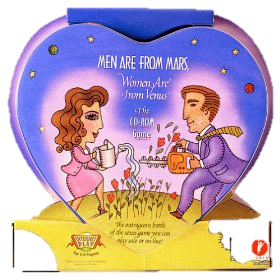 MEN ARE FROM MARS,
Women Are
from Venus
The
CD-ROM
Game
The outrageous battle
of the sexes game you can
play solo or on-line!